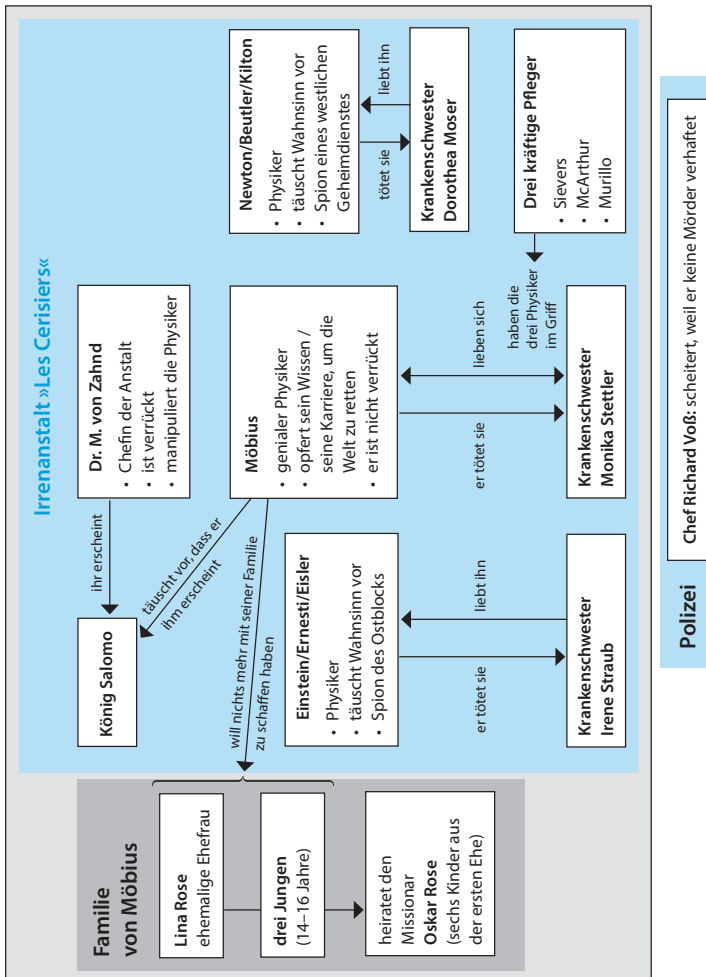 Familie
von Möbius
Lina Rose
ehemalige Ehefrau
drei Jungen
(14–16 Jahre)
heiratet den
Missionar
Oskar Rose
(sechs Kinder aus
der ersten Ehe)
Irrenanstalt »Les Cerisiers«
König Salomo
ihr erscheint
Dr. M. von Zahnd
• Chefin der Anstalt
• ist verrückt
• manipuliert die Physiker
täuscht vor, dass er
ihm erscheint
will nichts mehr mit seiner Familie
zu schaffen haben
Einstein/Ernesti/Eisler
• Physiker
• täuscht Wahnsinn vor
• Spion des Ostblocks
er tötet sie
liebt ihn
Krankenschwester
Irene Straub
Möbius
• genialer Physiker
• opfert sein Wissen /
seine Karriere, um die
Welt zu retten
• er ist nicht verrückt
er tötet sie
lieben sich
Krankenschwester
Monika Stettler
Newton/Beutler/Kilton
• Physiker
• täuscht Wahnsinn vor
• Spion eines westlichen
Geheimdienstes
tötet sie
liebt ihn
Krankenschwester
Dorothea Moser
haben die
drei Physiker
im Griff
Drei kräftige Pfleger
• Sievers
• McArthur
• Murillo
Polizei
Chef Richard Voß: scheitert, weil er keine Mörder verhaftet